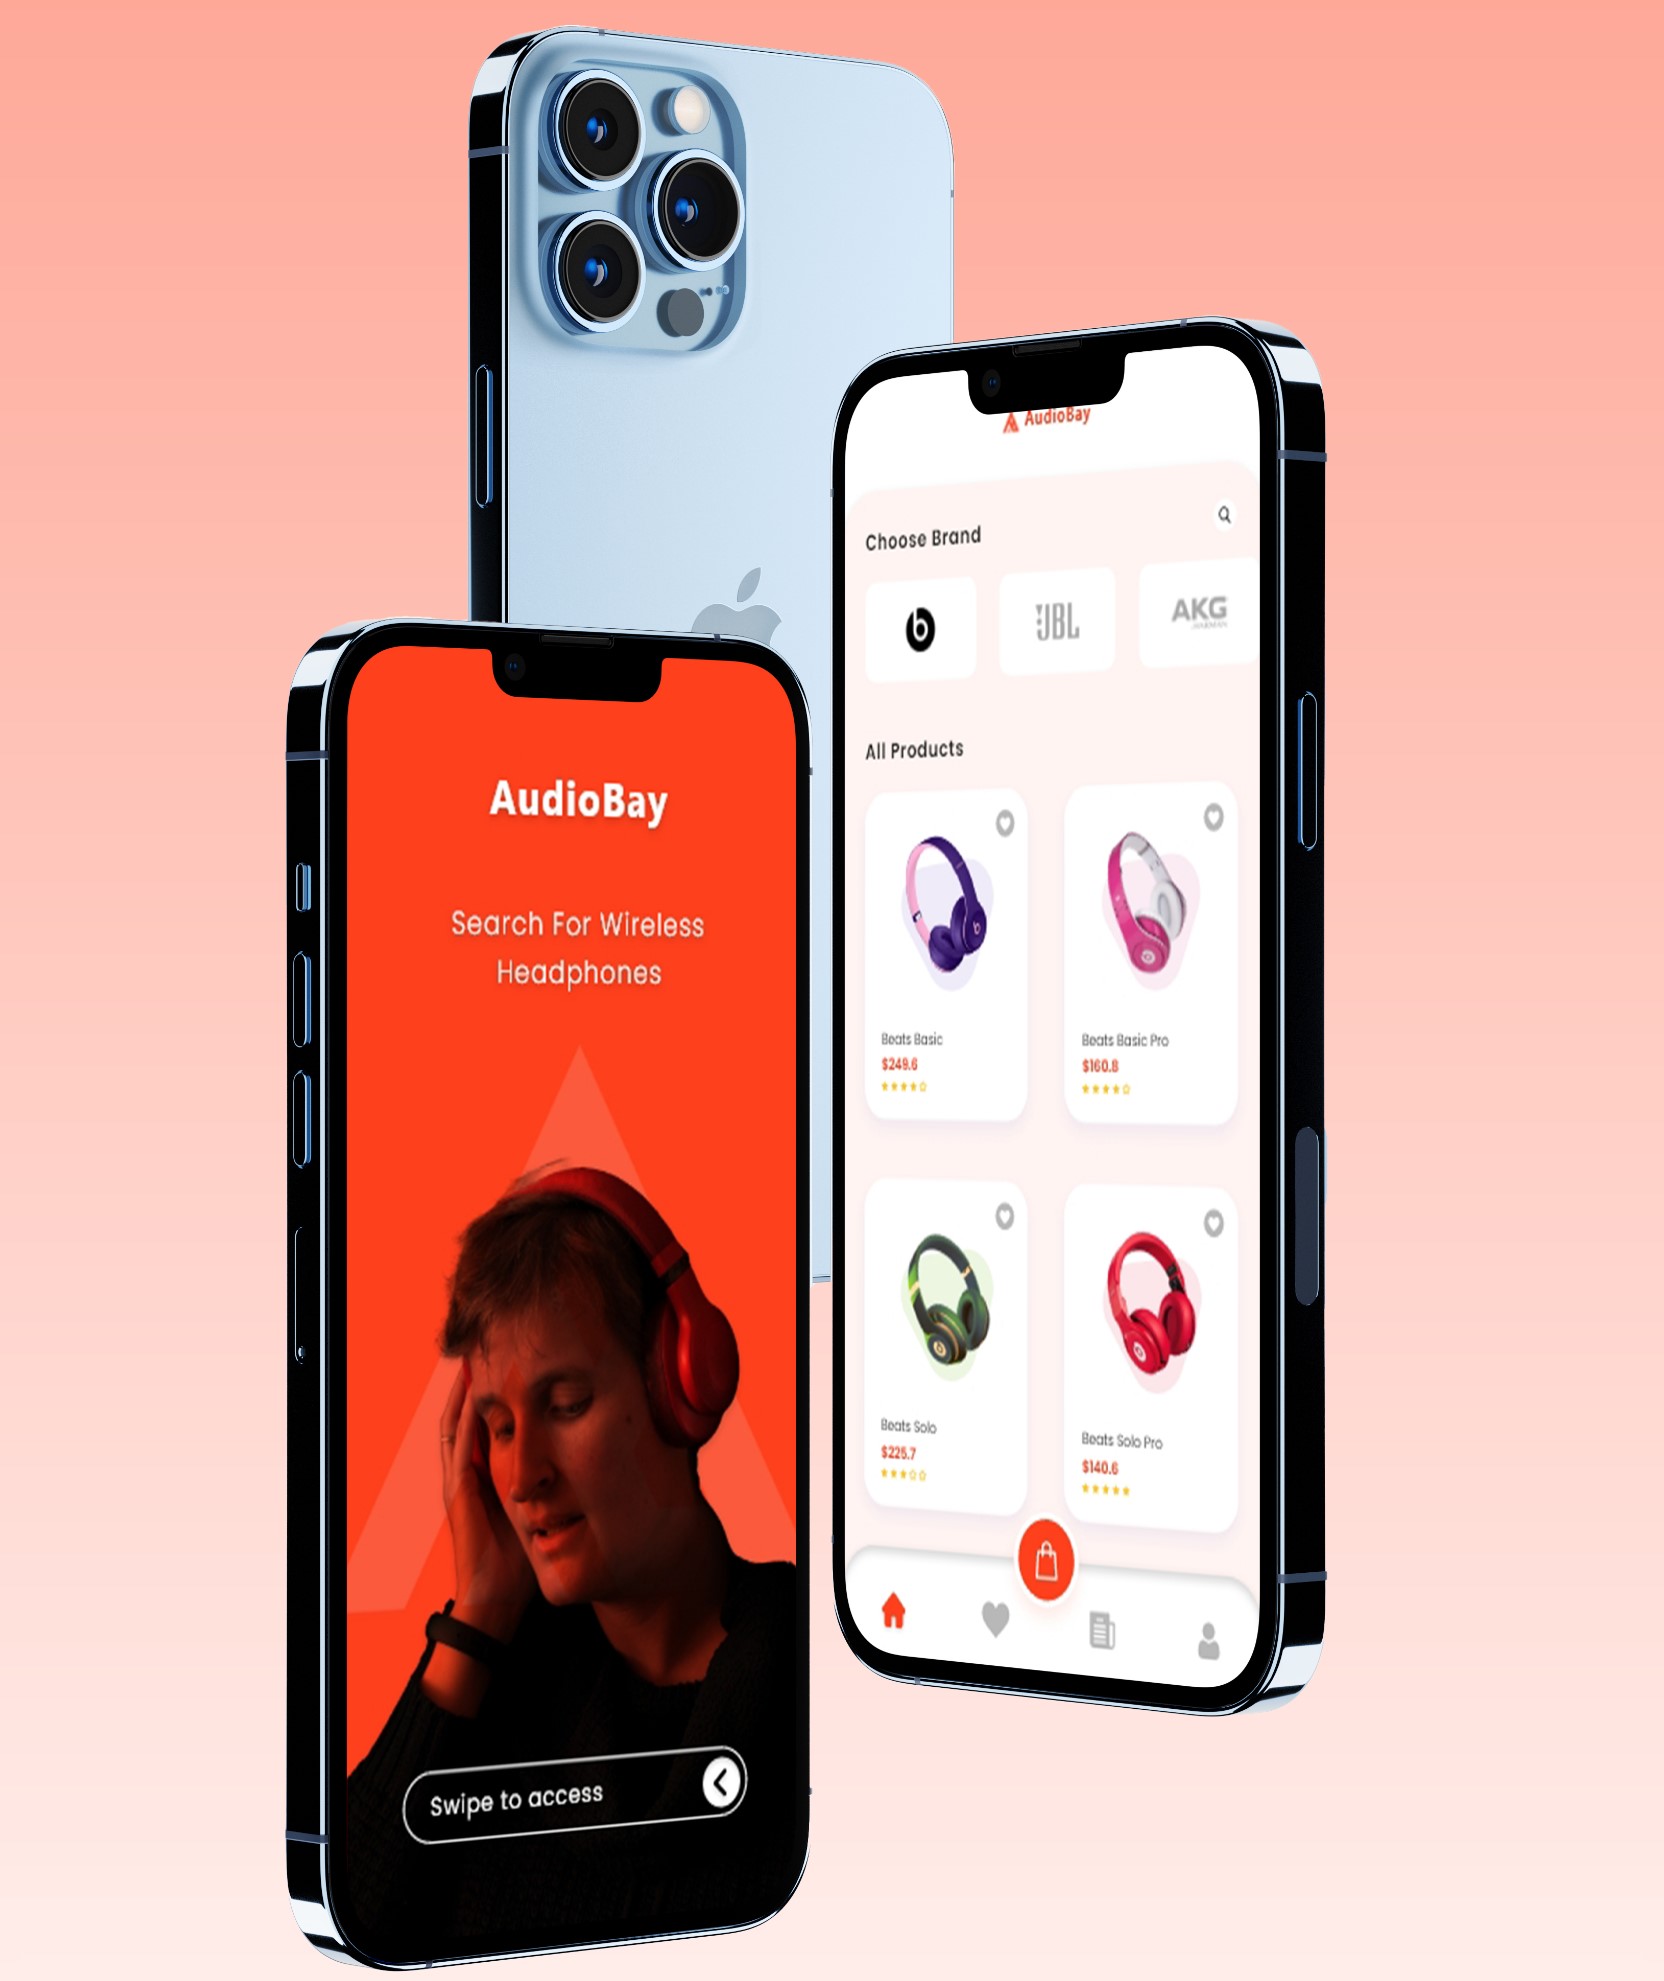 AudioBay
Search For Wireless
Headphones
Swipe to access
AudioBay
Choose Brand
b
JBL
AKG
All Products
Beats Basic
$249.6
Beats Basic Pro
$160.8
Beats Solo
$225.7
Beats Solo Pro
$140.6